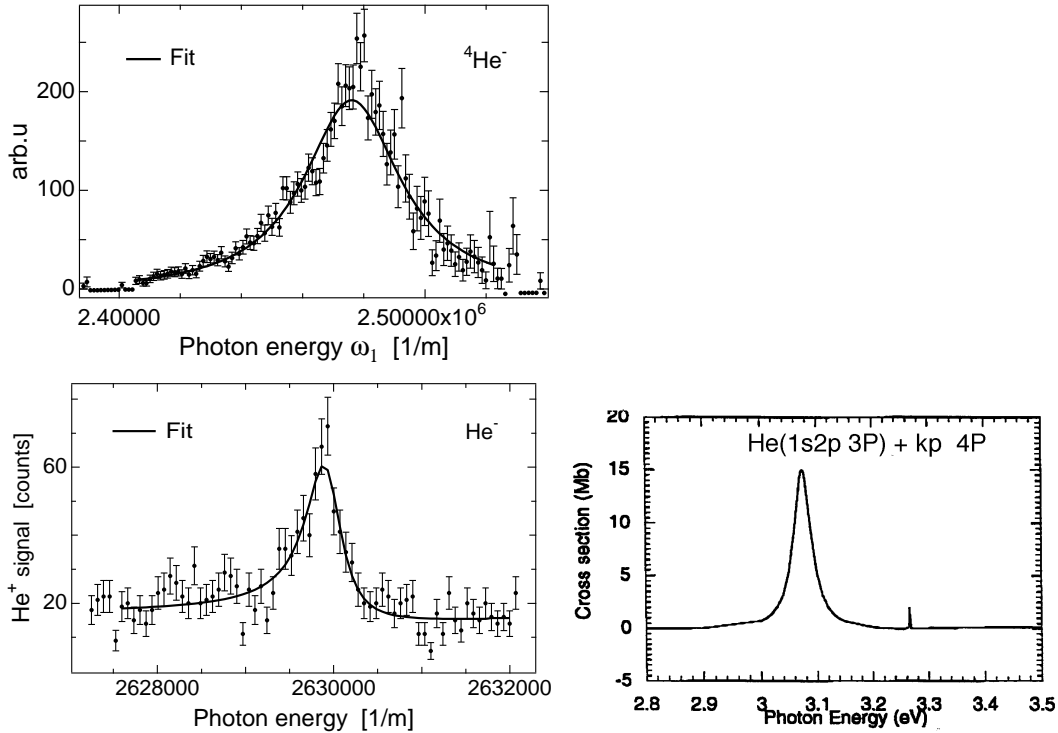 Fit
⁴He⁻
arb.u
200
100
0
2.40000
2.50000x10⁶
Photon energy ω₁ [1/m]
Fit
He⁻
He⁺ signal [counts]
60
20
2628000
2630000
2632000
Photon energy [1/m]
He(1s2p 3P) + kp 4P
Cross section (Mb)
20
15
10
5
0
-5
2.8
2.9
3
3.1
3.2
3.3
3.4
3.5
Photon Energy (eV)